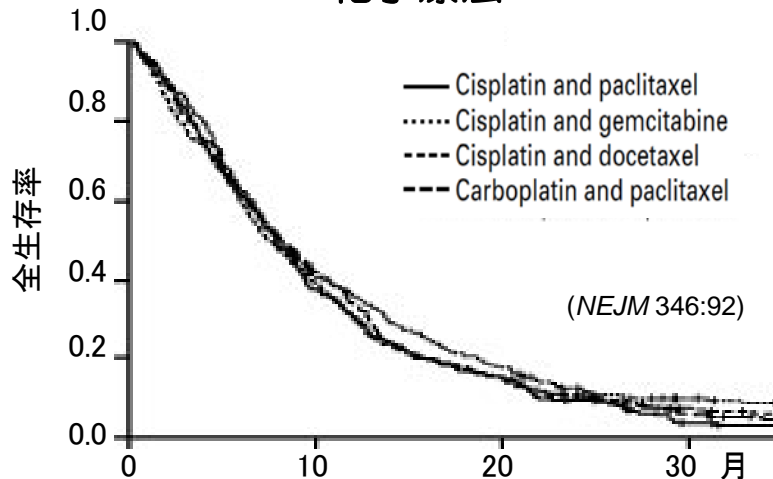 1.0
Cisplatin and paclitaxel
0.8
Cisplatin and gemcitabine
Cisplatin and docetaxel
Carboplatin and paclitaxel
0.6
全生存率
0.4
(NEJM 346:92)
0.2
0.0
0 10 20 30 月